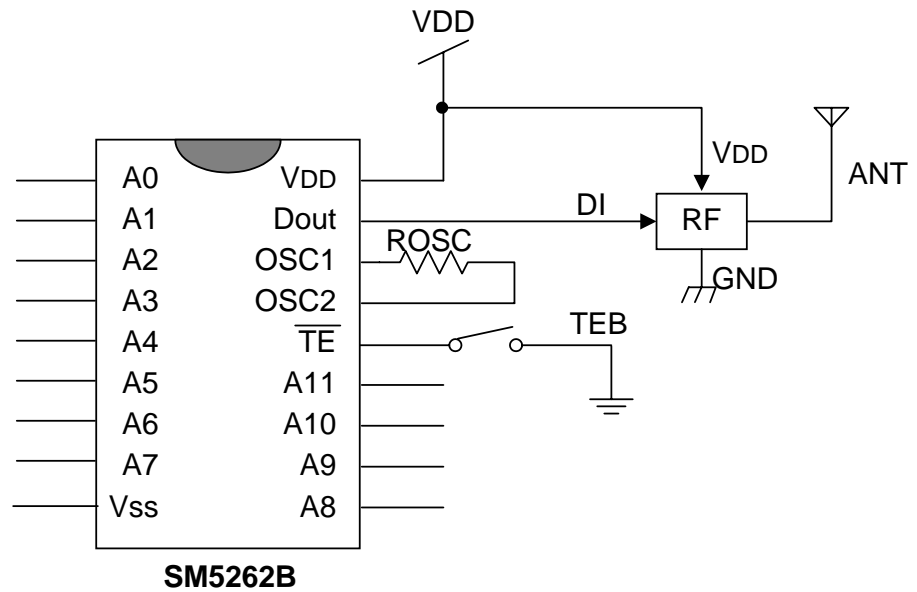 VDD
VDD
ANT
A0 VDD
A1 Dout DI RF
A2 OSC1 ROSC
A3 OSC2 GND
A4 TE TEB
A5 A11
A6 A10
A7 A9
Vss A8
SM5262B